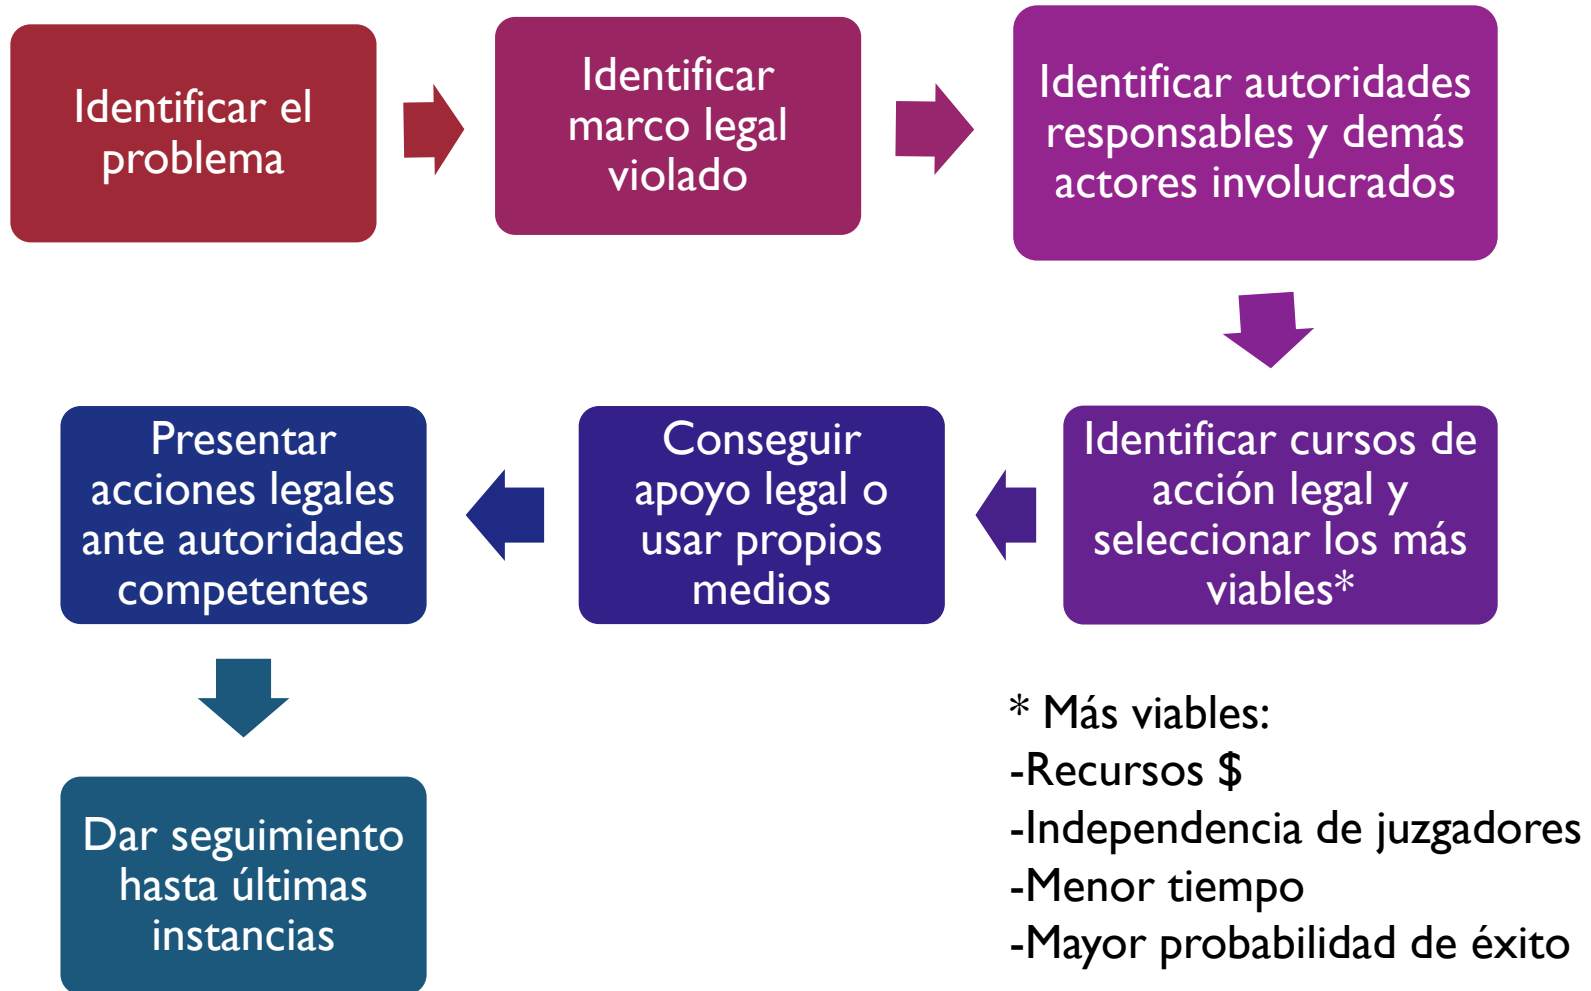 Identificar el
problema
Identificar
marco legal
violado
Identificar autoridades
responsables y demás
actores involucrados
Identificar cursos de
acción legal y
seleccionar los más
viables*
Conseguir
apoyo legal o
usar propios
medios
Presentar
acciones legales
ante autoridades
competentes
Dar seguimiento
hasta últimas
instancias
* Más viables:
-Recursos $
-Independencia de juzgadores
-Menor tiempo
-Mayor probabilidad de éxito